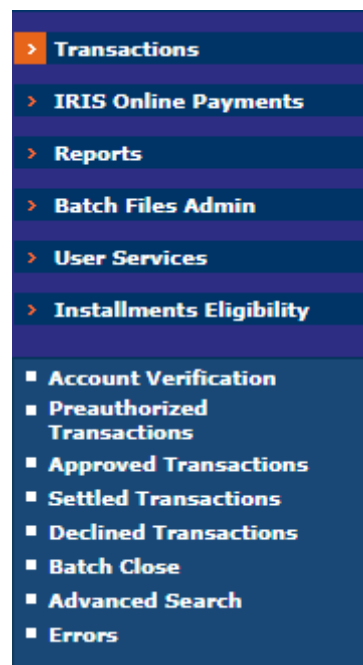 Transactions
IRIS Online Payments
Reports
Batch Files Admin
User Services
Installments Eligibility
Account Verification
Preauthorized
Transactions
Approved Transactions
Settled Transactions
Declined Transactions
Batch Close
Advanced Search
Errors